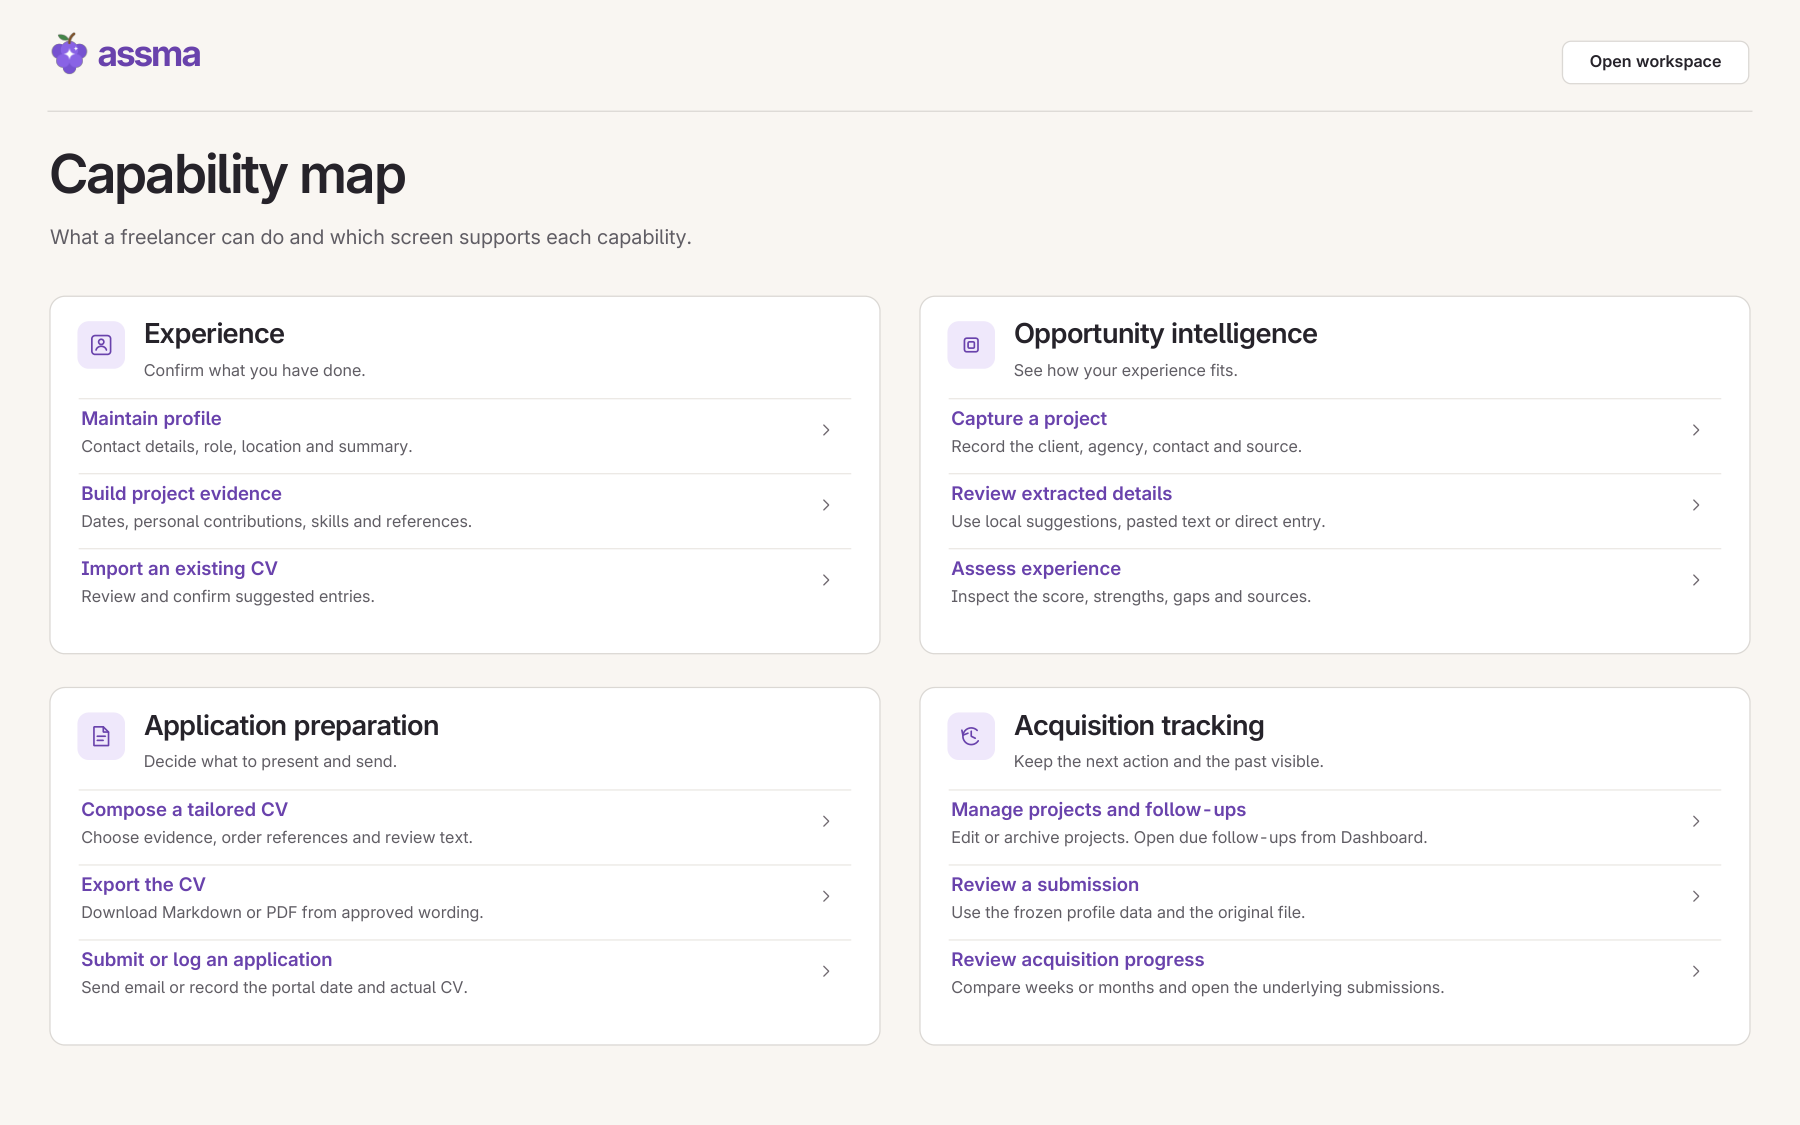 assma
Open workspace
Capability map
What a freelancer can do and which screen supports each capability.
Experience
Confirm what you have done.
Maintain profile
Contact details, role, location and summary.
Build project evidence
Dates, personal contributions, skills and references.
Import an existing CV
Review and confirm suggested entries.
Opportunity intelligence
See how your experience fits.
Capture a project
Record the client, agency, contact and source.
Review extracted details
Use local suggestions, pasted text or direct entry.
Assess experience
Inspect the score, strengths, gaps and sources.
Application preparation
Decide what to present and send.
Compose a tailored CV
Choose evidence, order references and review text.
Export the CV
Download Markdown or PDF from approved wording.
Submit or log an application
Send email or record the portal date and actual CV.
Acquisition tracking
Keep the next action and the past visible.
Manage projects and follow-ups
Edit or archive projects. Open due follow-ups from Dashboard.
Review a submission
Use the frozen profile data and the original file.
Review acquisition progress
Compare weeks or months and open the underlying submissions.